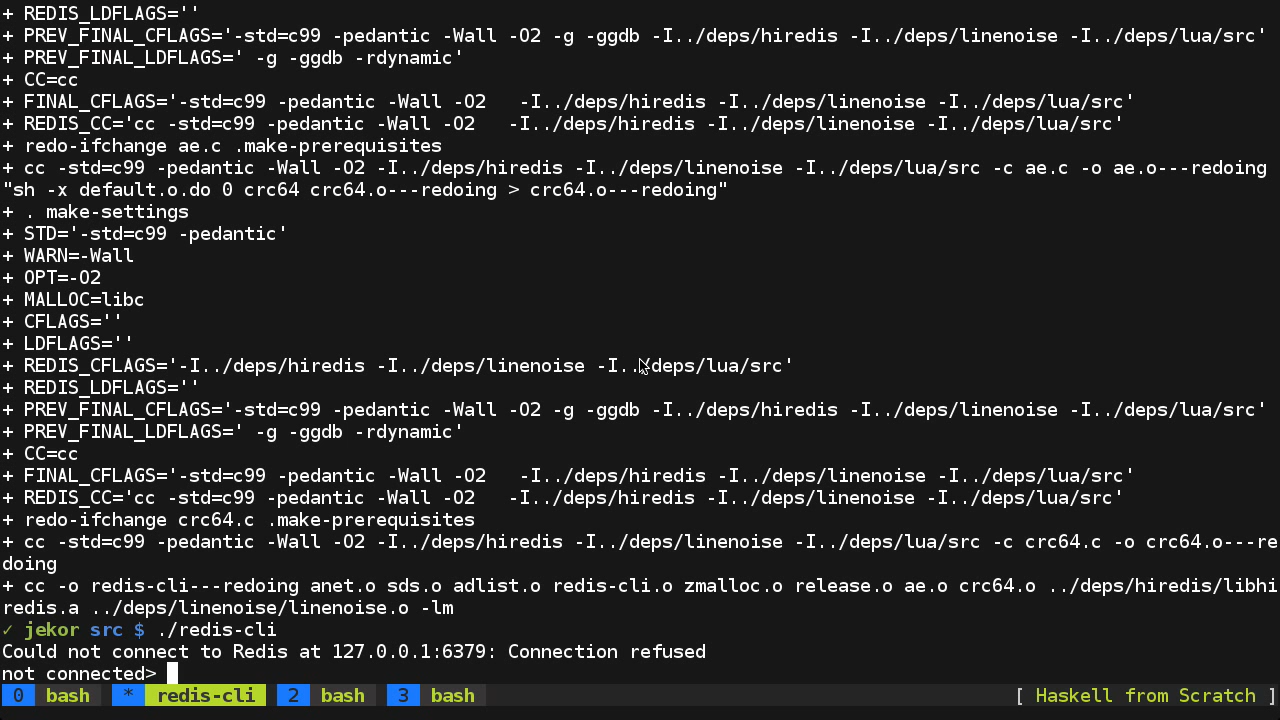 + REDIS_LDFLAGS=''
+ PREV_FINAL_CFLAGS='-std=c99 -pedantic -Wall -O2 -g -ggdb -I../deps/hiredis -I../deps/linenoise -I../deps/lua/src'
+ PREV_FINAL_LDFLAGS=' -g -ggdb -rdynamic'
+ CC=cc
+ FINAL_CFLAGS='-std=c99 -pedantic -Wall -O2   -I../deps/hiredis -I../deps/linenoise -I../deps/lua/src'
+ REDIS_CC='cc -std=c99 -pedantic -Wall -O2   -I../deps/hiredis -I../deps/linenoise -I../deps/lua/src'
+ redo-ifchange ae.c .make-prerequisites
+ cc -std=c99 -pedantic -Wall -O2 -I../deps/hiredis -I../deps/linenoise -I../deps/lua/src -c ae.c -o ae.o---redoing
"sh -x default.o.do 0 crc64 crc64.o---redoing > crc64.o---redoing"
+ . make-settings
+ STD='-std=c99 -pedantic'
+ WARN=-Wall
+ OPT=-O2
+ MALLOC=libc
+ CFLAGS=''
+ LDFLAGS=''
+ REDIS_CFLAGS='-I../deps/hiredis -I../deps/linenoise -I../deps/lua/src'
+ REDIS_LDFLAGS=''
+ PREV_FINAL_CFLAGS='-std=c99 -pedantic -Wall -O2 -g -ggdb -I../deps/hiredis -I../deps/linenoise -I../deps/lua/src'
+ PREV_FINAL_LDFLAGS=' -g -ggdb -rdynamic'
+ CC=cc
+ FINAL_CFLAGS='-std=c99 -pedantic -Wall -O2   -I../deps/hiredis -I../deps/linenoise -I../deps/lua/src'
+ REDIS_CC='cc -std=c99 -pedantic -Wall -O2   -I../deps/hiredis -I../deps/linenoise -I../deps/lua/src'
+ redo-ifchange crc64.c .make-prerequisites
+ cc -std=c99 -pedantic -Wall -O2 -I../deps/hiredis -I../deps/linenoise -I../deps/lua/src -c crc64.c -o crc64.o---re
doing
+ cc -o redis-cli---redoing anet.o sds.o adlist.o redis-cli.o zmalloc.o release.o ae.o crc64.o ../deps/hiredis/libhi
redis.a ../deps/linenoise/linenoise.o -lm
✓ jekor src $ ./redis-cli
Could not connect to Redis at 127.0.0.1:6379: Connection refused
not connected>
0 bash * redis-cli 2 bash 3 bash [ Haskell from Scratch ]